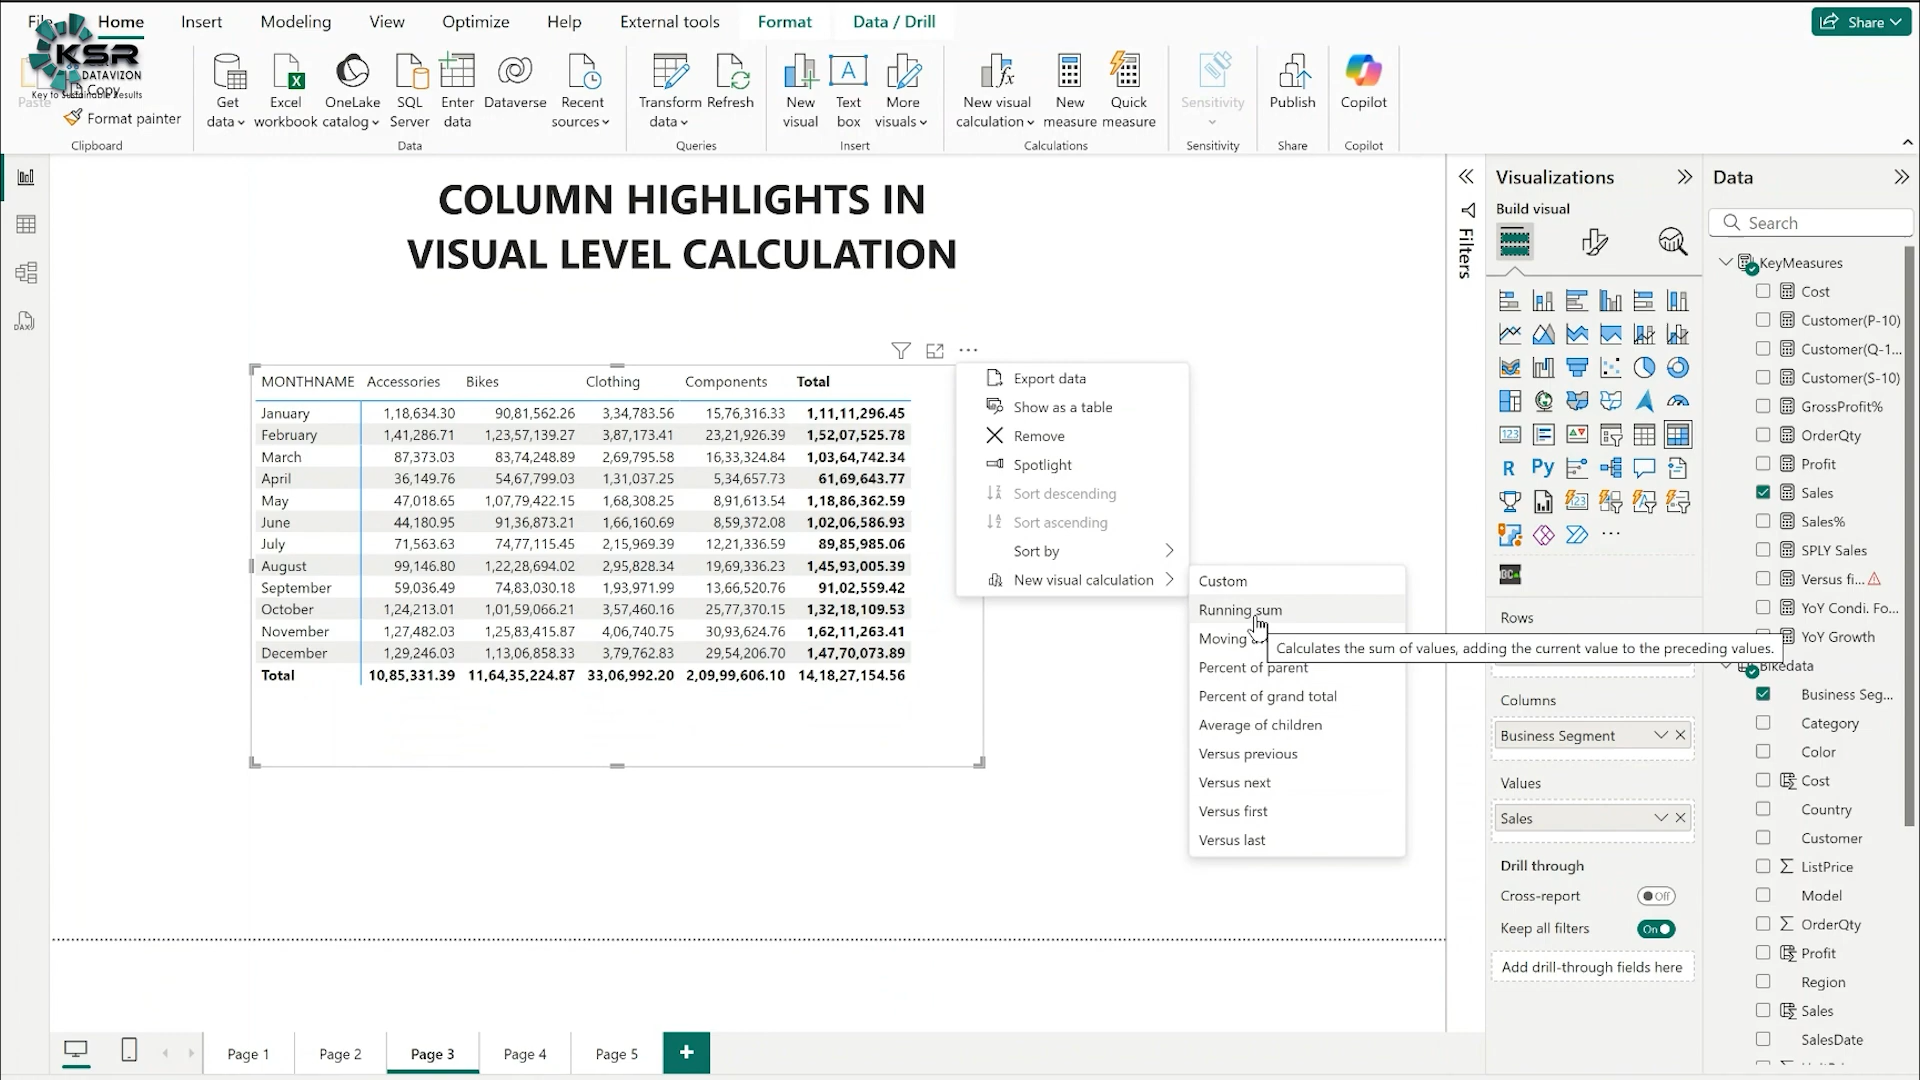 File Home Insert Modeling View Optimize Help External tools Format Data / Drill Share
KSR
DATAVIZON
Key to Sustainable Results
Paste
Copy
Format painter
Clipboard
Get data
Excel workbook
OneLake catalog
SQL Server
Enter data
Dataverse
Recent sources
Data
Transform data
Refresh
Queries
New visual
Text box
More visuals
Insert
New visual calculation
New measure
Quick measure
Calculations
Sensitivity
Sensitivity
Publish
Share
Copilot
Copilot
COLUMN HIGHLIGHTS IN
VISUAL LEVEL CALCULATION
MONTHNAME Accessories Bikes Clothing Components Total
January 1,18,634.30 90,81,562.26 3,34,783.56 15,76,316.33 1,11,11,296.45
February 1,41,286.71 1,23,57,139.27 3,87,173.41 23,21,926.39 1,52,07,525.78
March 87,373.03 83,74,248.89 2,69,795.58 16,33,324.84 1,03,64,742.34
April 36,149.76 54,67,799.03 1,31,037.25 5,34,657.73 61,69,643.77
May 47,018.65 1,07,79,422.15 1,68,308.25 8,91,613.54 1,18,86,362.59
June 44,180.95 91,36,873.21 1,66,160.69 8,59,372.08 1,02,06,586.93
July 71,563.63 74,77,115.45 2,15,969.39 12,21,336.59 89,85,985.06
August 99,146.80 1,22,28,694.02 2,95,828.34 19,69,336.23 1,45,93,005.39
September 59,036.49 74,83,030.18 1,93,971.99 13,66,520.76 91,02,559.42
October 1,24,213.01 1,01,59,066.21 3,57,460.16 25,77,370.15 1,32,18,109.53
November 1,27,482.03 1,25,83,415.87 4,06,740.75 30,93,624.76 1,62,11,263.41
December 1,29,246.03 1,13,06,858.33 3,79,762.83 29,54,206.70 1,47,70,073.89
Total 10,85,331.39 11,64,35,224.87 33,06,992.20 2,09,99,606.10 14,18,27,154.56
Export data
Show as a table
Remove
Spotlight
Sort descending
Sort ascending
Sort by
New visual calculation
Custom
Running sum
Moving
Calculates the sum of values, adding the current value to the preceding values.
Percent of parent
Percent of grand total
Average of children
Versus previous
Versus next
Versus first
Versus last
Filters
Visualizations
Build visual
123
R Py
123
Rows
Columns
Business Segment
Values
Sales
Drill through
Cross-report Off
Keep all filters On
Add drill-through fields here
Data
Search
KeyMeasures
Cost
Customer(P-10)
Customer(Q-1...
Customer(S-10)
GrossProfit%
OrderQty
Profit
Sales
Sales%
SPLY Sales
Versus fi...
YoY Condi. Fo...
YoY Growth
Bikedata
Business Seg...
Category
Color
Cost
Country
Customer
ListPrice
Model
OrderQty
Profit
Region
Sales
SalesDate
DAX
Page 1 Page 2 Page 3 Page 4 Page 5 +